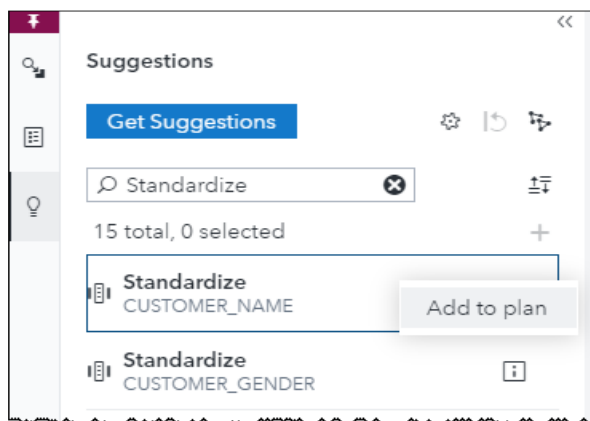 Suggestions
Get Suggestions
Standardize
15 total, 0 selected
Standardize
CUSTOMER_NAME
Add to plan
Standardize
CUSTOMER_GENDER